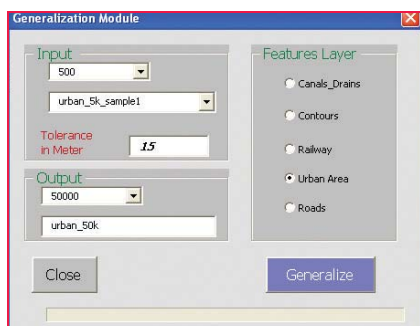 Generalization Module
Input
500
urban_5k_sample1
Tolerance
in Meter
15
Output
50000
urban_50k
Features Layer
Canals_Drains
Contours
Railway
Urban Area
Roads
Close
Generalize